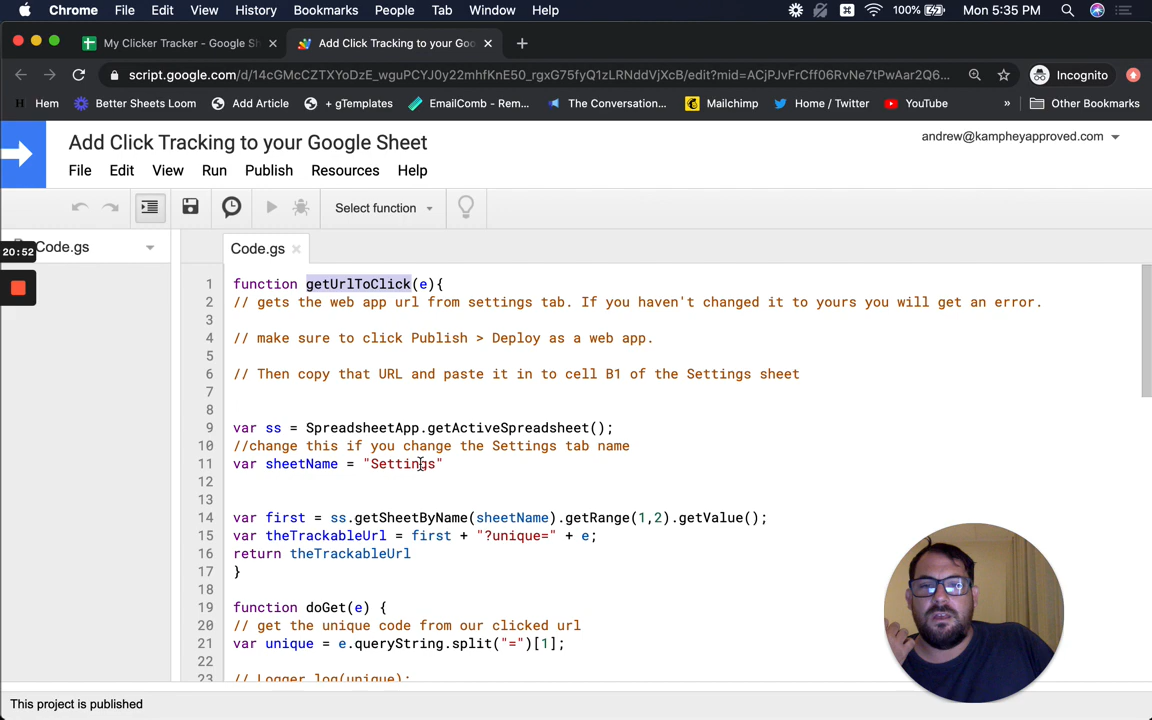 Chrome File Edit View History Bookmarks People Tab Window Help 100% Mon 5:35 PM
My Clicker Tracker - Google Sh Add Click Tracking to your Goo
script.google.com/d/14cGMcCZTXYoDzE_wguPCYJ0y22mhfKnE50_rgxG75fyQ1zLRNddVjXcB/edit?mid=ACjPJvFrCff06RvNe7tPwAar2Q6... Incognito
H Hem Better Sheets Loom Add Article + gTemplates EmailComb - Rem... The Conversation... Mailchimp Home / Twitter YouTube » Other Bookmarks
Add Click Tracking to your Google Sheet andrew@kampheyapproved.com
File Edit View Run Publish Resources Help
Select function
Code.gs Code.gs
20:52
1 function getUrlToClick(e){
2 // gets the web app url from settings tab. If you haven't changed it to yours you will get an error.
3
4 // make sure to click Publish > Deploy as a web app.
5
6 // Then copy that URL and paste it in to cell B1 of the Settings sheet
7
8
9 var ss = SpreadsheetApp.getActiveSpreadsheet();
10 //change this if you change the Settings tab name
11 var sheetName = "Settings"
12
13
14 var first = ss.getSheetByName(sheetName).getRange(1,2).getValue();
15 var theTrackableUrl = first + "?unique=" + e;
16 return theTrackableUrl
17 }
18
19 function doGet(e) {
20 // get the unique code from our clicked url
21 var unique = e.queryString.split("=")[1];
22
23 // Logger.log(unique);
This project is published